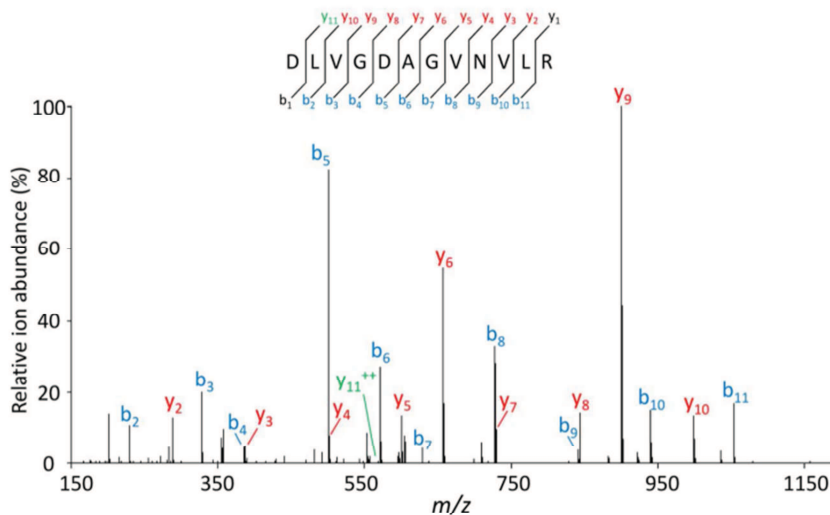 y11 y10 y9 y8 y7 y6 y5 y4 y3 y2 y1
D L V G D A G V N V L R
b1 b2 b3 b4 b5 b6 b7 b8 b9 b10 b11
Relative ion abundance (%)
100
80
60
40
20
0
b2
y2
b3
b4
y3
b5
y4
y11++
b6
y5
b7
y6
b8
y7
b9
y8
y9
b10
y10
b11
150 350 550 750 950 1150
m/z